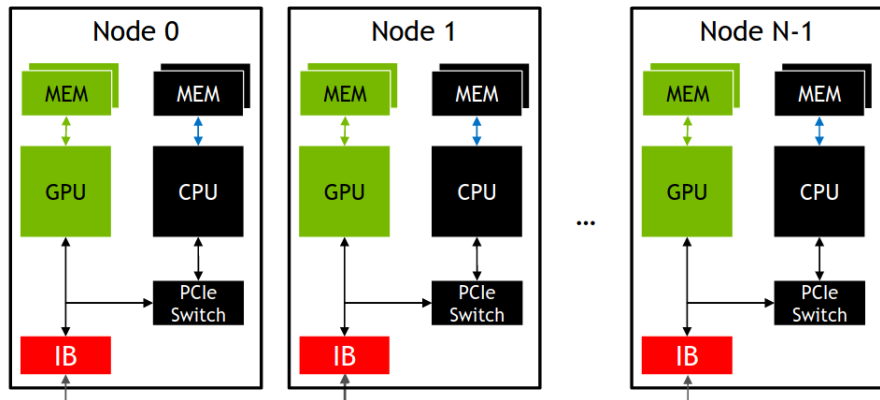 Node 0
MEM
MEM
GPU
CPU
PCIe
Switch
IB
Node 1
MEM
MEM
GPU
CPU
PCIe
Switch
IB
...
Node N-1
MEM
MEM
GPU
CPU
PCIe
Switch
IB